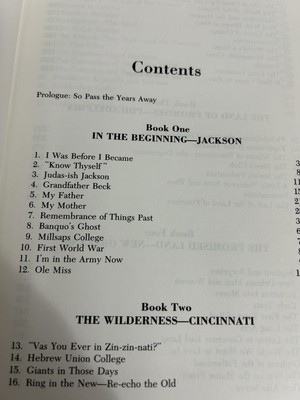 Contents
Prologue: So Pass the Years Away
Book One
IN THE BEGINNING—JACKSON
1. I Was Before I Became
2. "Know Thyself"
3. Judas-ish Jackson
4. Grandfather Beck
5. My Father
6. My Mother
7. Remembrance of Things Past
8. Banquo's Ghost
9. Millsaps College
10. First World War
11. I'm in the Army Now
12. Ole Miss
Book Two
THE WILDERNESS—CINCINNATI
13. "Vas You Ever in Zin-zin-nati?"
14. Hebrew Union College
15. Giants in Those Days
16. Ring in the New—Re-echo the Old